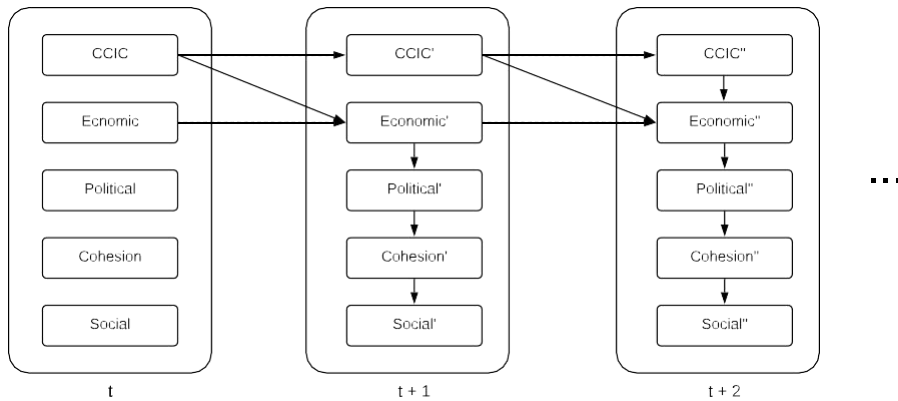 CCIC
CCIC'
CCIC"
Ecnomic
Economic'
Economic"
Political
Political'
Political"
Cohesion
Cohesion'
Cohesion"
Social
Social'
Social"
...
t
t + 1
t + 2